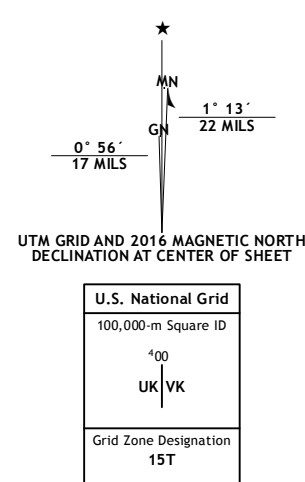 ★
MN
1° 13´
22 MILS
GN
0° 56´
17 MILS
UTM GRID AND 2016 MAGNETIC NORTH
DECLINATION AT CENTER OF SHEET
U.S. National Grid
100,000-m Square ID
⁴00
UK VK
Grid Zone Designation
15T